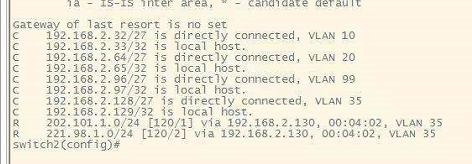 ia - IS-IS inter area, * - candidate default
Gateway of last resort is no set
C 192.168.2.32/27 is directly connected, VLAN 10
C 192.168.2.33/32 is local host.
C 192.168.2.64/27 is directly connected, VLAN 20
C 192.168.2.65/32 is local host.
C 192.168.2.96/27 is directly connected, VLAN 99
C 192.168.2.97/32 is local host.
C 192.168.2.128/27 is directly connected, VLAN 35
C 192.168.2.129/32 is local host.
R 202.101.1.0/24 [120/1] via 192.168.2.130, 00:04:02, VLAN 35
R 221.98.1.0/24 [120/2] via 192.168.2.130, 00:04:02, VLAN 35
switch2(config)#